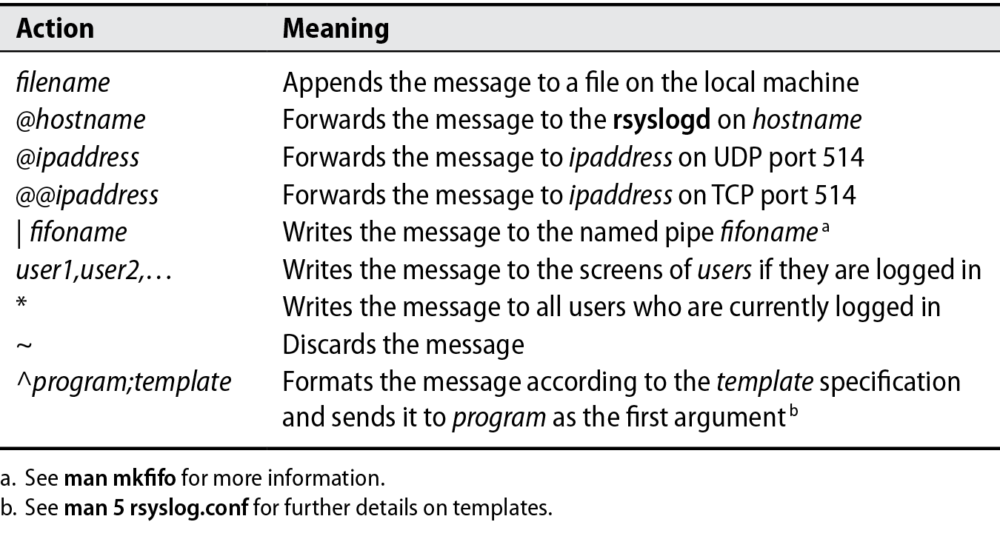 Action Meaning
filename Appends the message to a file on the local machine
@hostname Forwards the message to the rsyslogd on hostname
@ipaddress Forwards the message to ipaddress on UDP port 514
@@ipaddress Forwards the message to ipaddress on TCP port 514
| fifoname Writes the message to the named pipe fifoname a
user1,user2,… Writes the message to the screens of users if they are logged in
* Writes the message to all users who are currently logged in
~ Discards the message
^program;template Formats the message according to the template specification
and sends it to program as the first argument b
a. See man mkfifo for more information.
b. See man 5 rsyslog.conf for further details on templates.